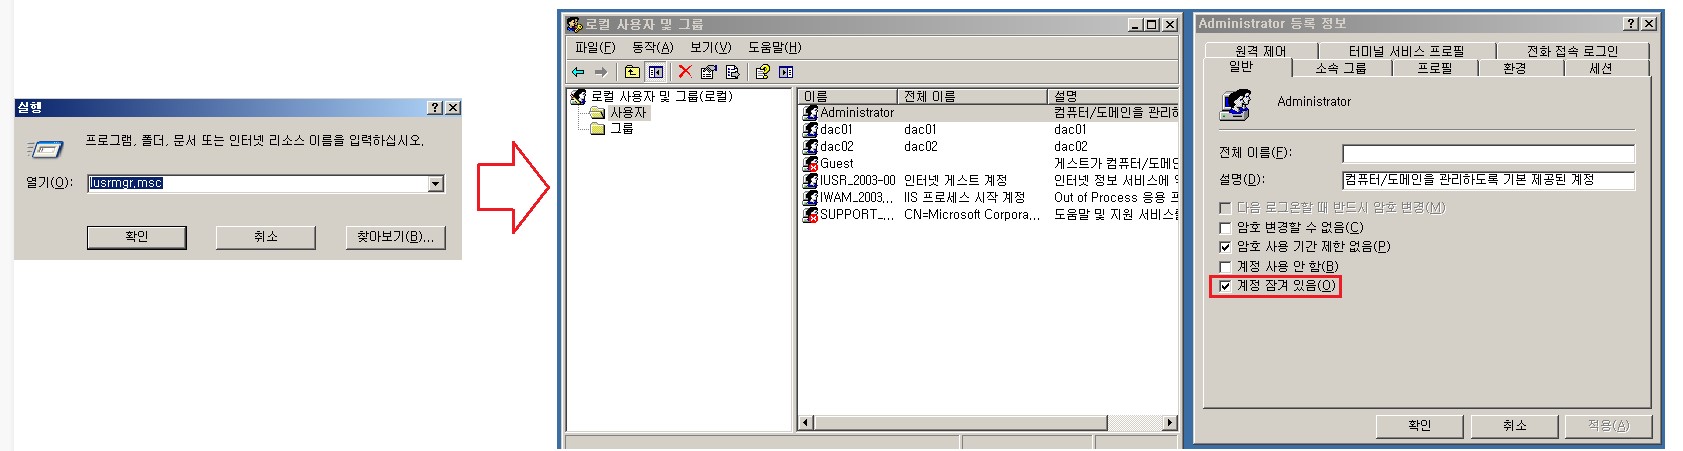 실행
프로그램, 폴더, 문서 또는 인터넷 리소스 이름을 입력하십시오.
열기(O):
lusrmgr.msc
확인
취소
찾아보기(B)...
로컬 사용자 및 그룹
파일(F) 동작(A) 보기(V) 도움말(H)
로컬 사용자 및 그룹(로컬)
사용자
그룹
이름 전체 이름 설명
Administrator 컴퓨터/도메인을 관리하
dac01 dac01 dac01
dac02 dac02 dac02
Guest 게스트가 컴퓨터/도메인
IUSR_2003-00 인터넷 게스트 계정 인터넷 정보 서비스에
IWAM_2003... IIS 프로세스 시작 계정 Out of Process 응용
SUPPORT_... CN=Microsoft Corpora... 도움말 및 지원 서비스를
Administrator 등록 정보
원격 제어 터미널 서비스 프로필 전화 접속 로그인
일반 소속 그룹 프로필 환경 세션
Administrator
전체 이름(F):
설명(D): 컴퓨터/도메인을 관리하도록 기본 제공된 계정
다음 로그온할 때 반드시 암호 변경(M)
암호 변경할 수 없음(C)
암호 사용 기간 제한 없음(P)
계정 사용 안 함(B)
계정 잠겨 있음(O)
확인 취소 적용(A)